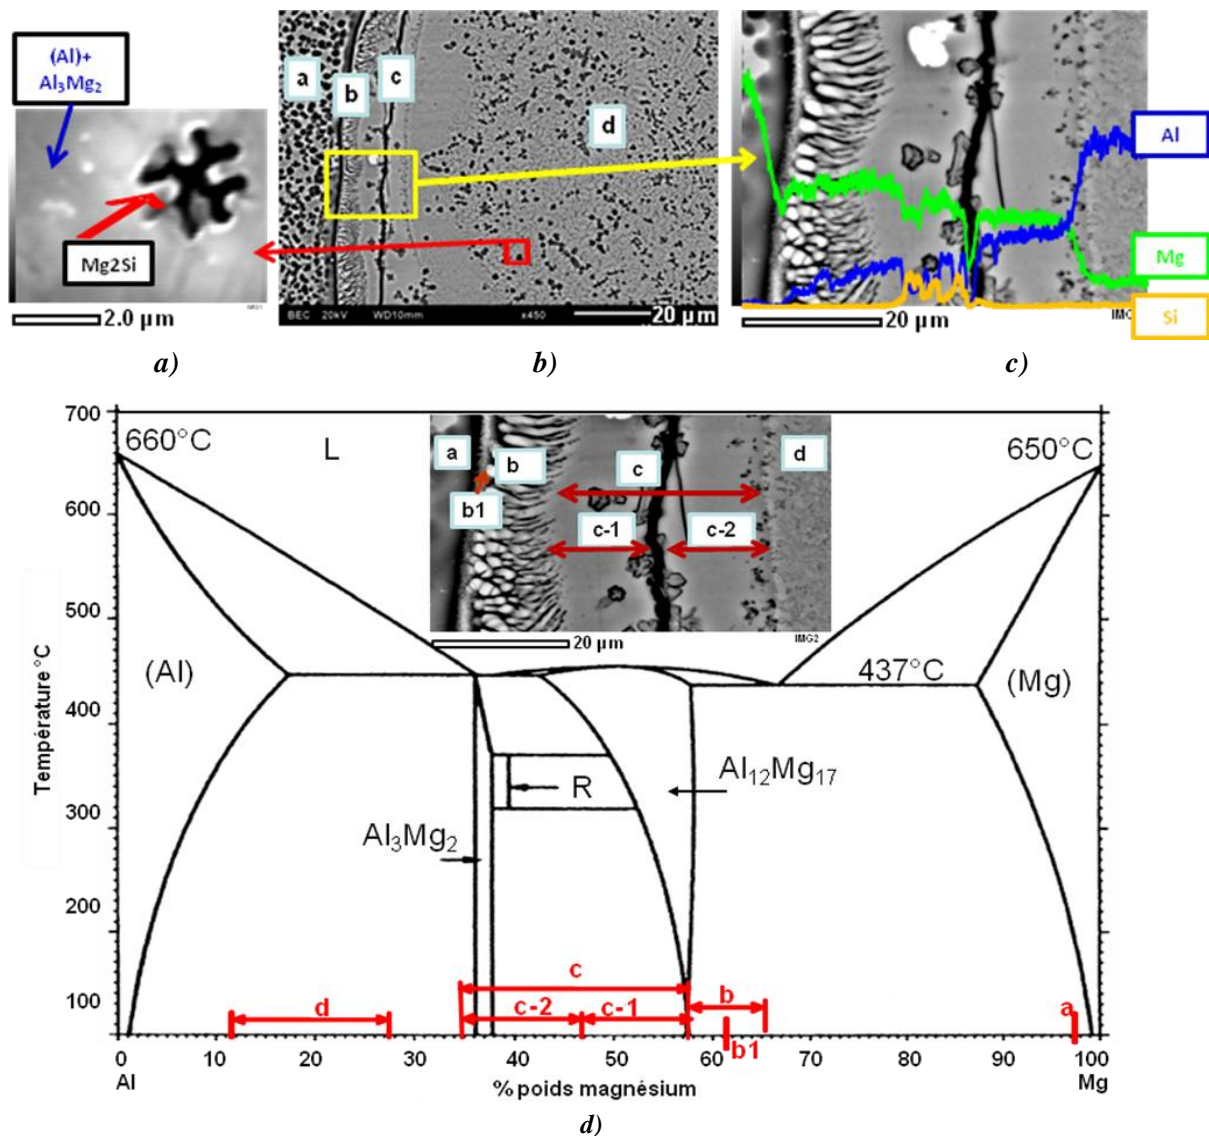 (Al)+
Al₃Mg₂
Mg2Si
2.0 µm
a)
a
b
c
d
BEC 20kV WD10mm x450 20 µm
b)
Al
Mg
Si
20 µm
c)
700
660°C
L
650°C
a
b
c
d
b1
c-1
c-2
20 µm
IMG2
600
500
400
300
200
100
Température °C
(Al)
437°C
(Mg)
R
Al₁₂Mg₁₇
Al₃Mg₂
c
d
c-2
c-1
b
a
b1
0 10 20 30 40 50 60 70 80 90 100
Al
% poids magnésium
Mg
d)